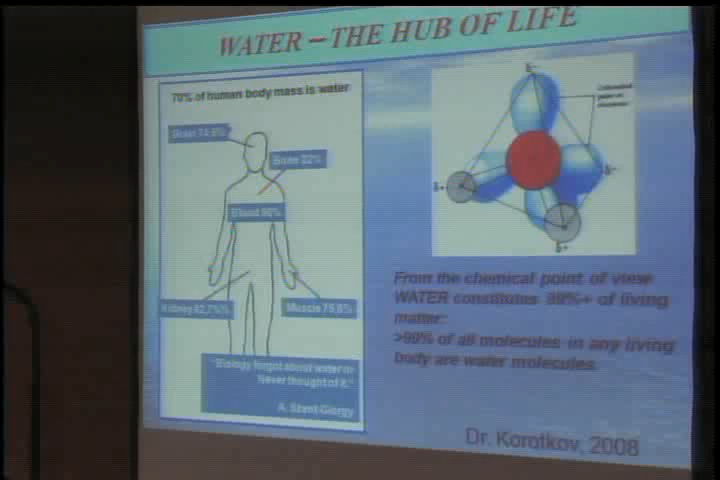 WATER – THE HUB OF LIFE
70% of human body mass is water
Brain 74,5%
Bone 22%
Blood 90%
Kidney 82,7%%
Muscle 75,6%
"Biology forgot about water or
Never thought of it."
A. Szent-Giorgy
δ-
δ-
δ+
δ+
From the chemical point of view
WATER constitutes 99%+ of living
matter:
>99% of all molecules in any living
body are water molecules.
Dr. Korotkov, 2008